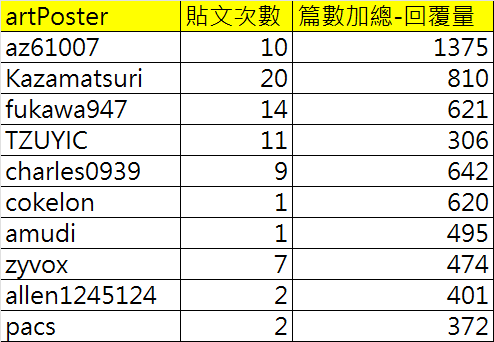 artPoster 貼文次數 篇數加總-回覆量
az61007 10 1375
Kazamatsuri 20 810
fukawa947 14 621
TZUYIC 11 306
charles0939 9 642
cokelon 1 620
amudi 1 495
zyvox 7 474
allen1245124 2 401
pacs 2 372